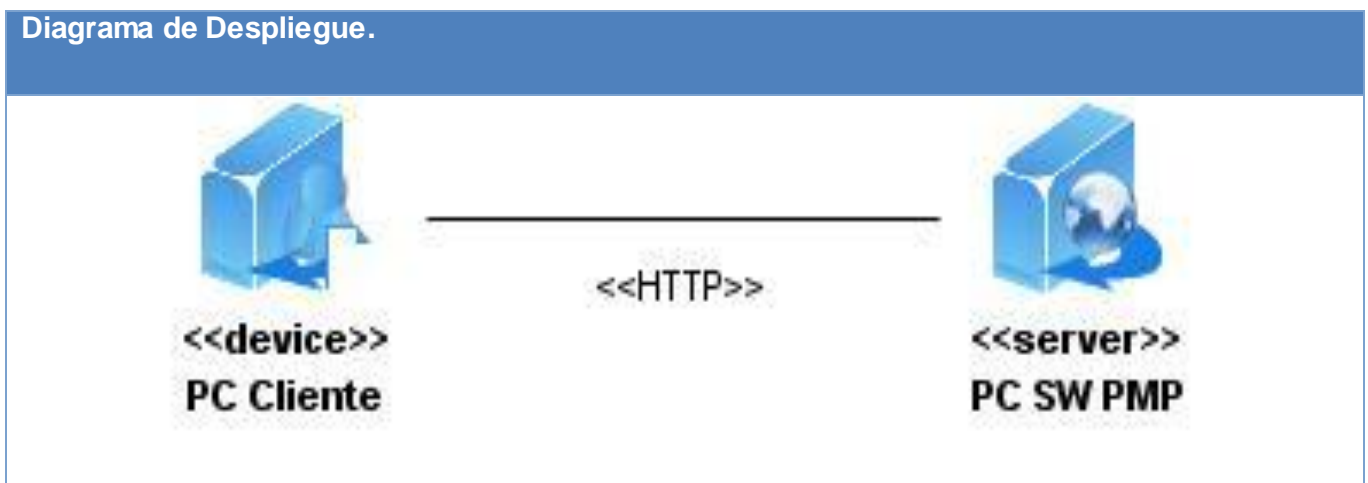 Diagrama de Despliegue.
<<HTTP>>
<<device>>
PC Cliente
<<server>>
PC SW PMP